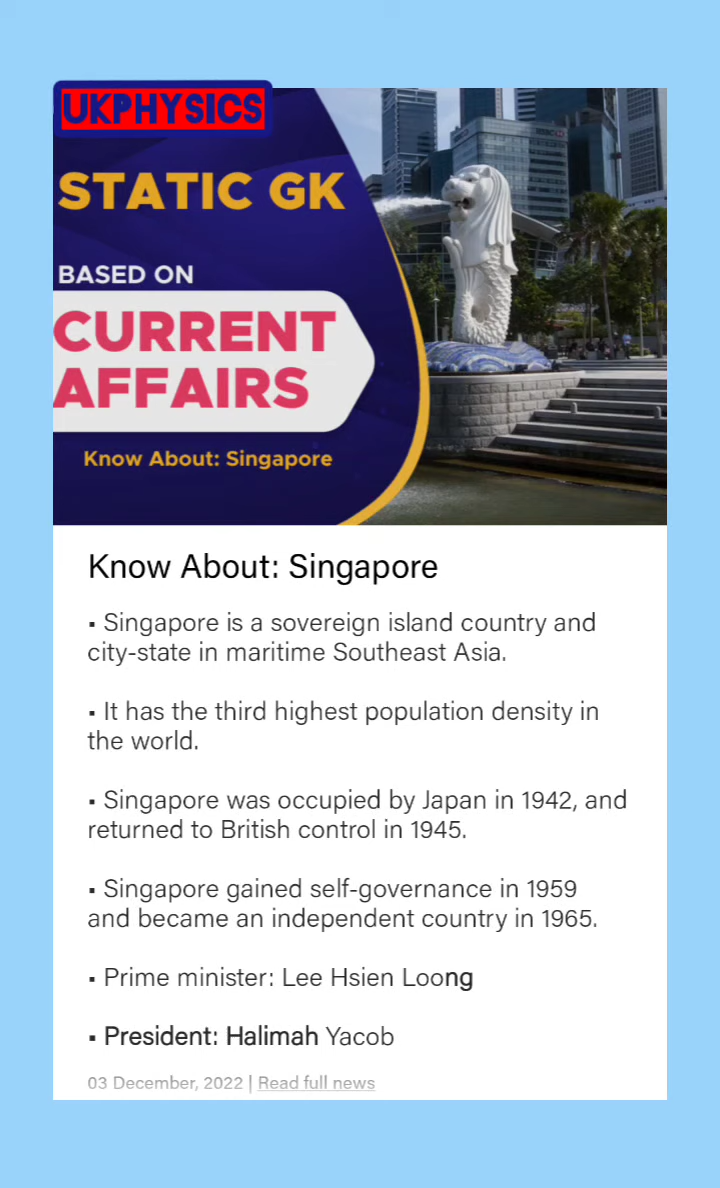 UKPHYSICS
STATIC GK
BASED ON
CURRENT
AFFAIRS
Know About: Singapore
Know About: Singapore
▪ Singapore is a sovereign island country and
city-state in maritime Southeast Asia.
▪ It has the third highest population density in
the world.
▪ Singapore was occupied by Japan in 1942, and
returned to British control in 1945.
▪ Singapore gained self-governance in 1959
and became an independent country in 1965.
▪ Prime minister: Lee Hsien Loong
▪ President: Halimah Yacob
03 December, 2022 | Read full news